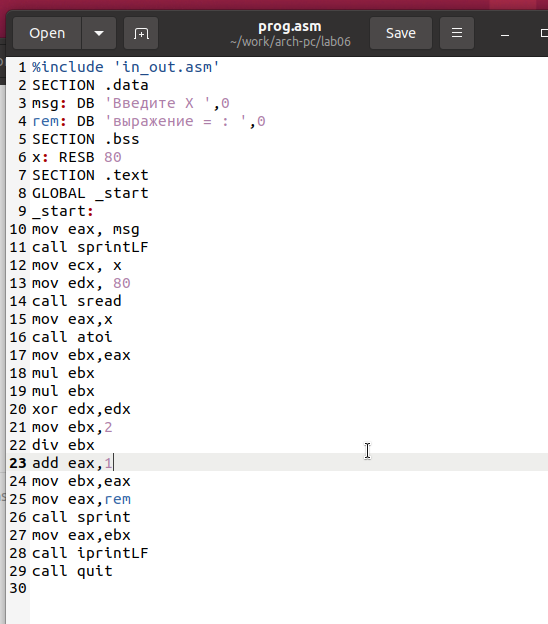 Open prog.asm Save
~/work/arch-pc/lab06
1 %include 'in_out.asm'
2 SECTION .data
3 msg: DB 'Введите X ',0
4 rem: DB 'выражение = : ',0
5 SECTION .bss
6 x: RESB 80
7 SECTION .text
8 GLOBAL _start
9 _start:
10 mov eax, msg
11 call sprintLF
12 mov ecx, x
13 mov edx, 80
14 call sread
15 mov eax,x
16 call atoi
17 mov ebx,eax
18 mul ebx
19 mul ebx
20 xor edx,edx
21 mov ebx,2
22 div ebx
23 add eax,1
24 mov ebx,eax
25 mov eax,rem
26 call sprint
27 mov eax,ebx
28 call iprintLF
29 call quit
30